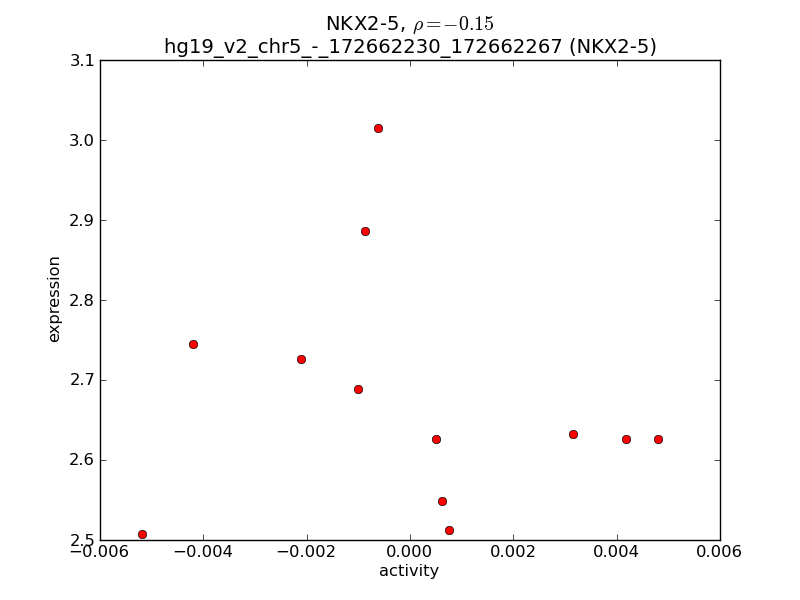 NKX2-5, ρ=−0.15
hg19_v2_chr5_-_172662230_172662267 (NKX2-5)
3.1
3.0
2.9
2.8
2.7
2.6
2.5
expression
−0.006 −0.004 −0.002 0.000 0.002 0.004 0.006
activity